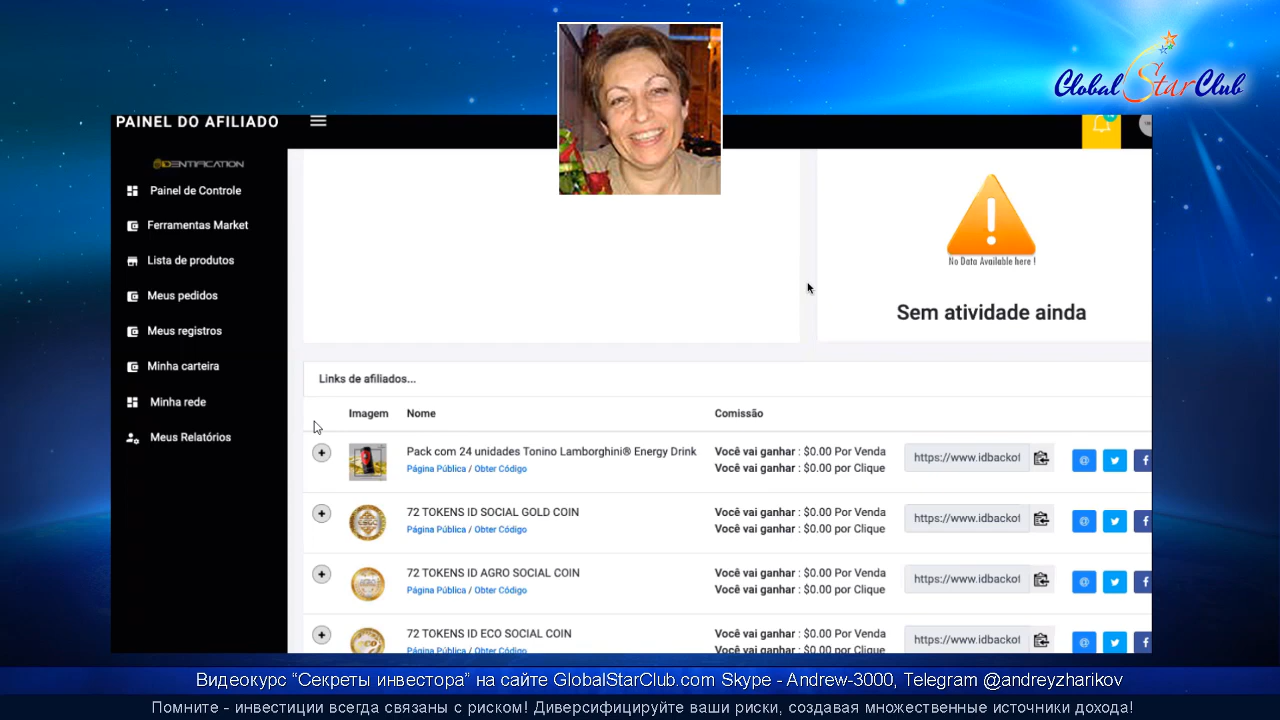 Global Star Club
PAINEL DO AFILIADO
IDENTIFICATION
Painel de Controle
Ferramentas Market
Lista de produtos
Meus pedidos
Meus registros
Minha carteira
Minha rede
Meus Relatórios
No Data Available here !
Sem atividade ainda
Links de afiliados...
Imagem Nome Comissão
Pack com 24 unidades Tonino Lamborghini® Energy Drink
Página Pública / Obter Código
Você vai ganhar : $0.00 Por Venda
Você vai ganhar : $0.00 por Clique
https://www.idbackof
72 TOKENS ID SOCIAL GOLD COIN
Página Pública / Obter Código
Você vai ganhar : $0.00 Por Venda
Você vai ganhar : $0.00 por Clique
https://www.idbackof
72 TOKENS ID AGRO SOCIAL COIN
Página Pública / Obter Código
Você vai ganhar : $0.00 Por Venda
Você vai ganhar : $0.00 por Clique
https://www.idbackof
72 TOKENS ID ECO SOCIAL COIN
Página Pública / Obter Código
Você vai ganhar : $0.00 Por Venda
Você vai ganhar : $0.00 por Clique
https://www.idbackof
Видеокурс “Секреты инвестора” на сайте GlobalStarClub.com Skype - Andrew-3000, Telegram @andreyzharikov
Помните - инвестиции всегда связаны с риском! Диверсифицируйте ваши риски, создавая множественные источники дохода!